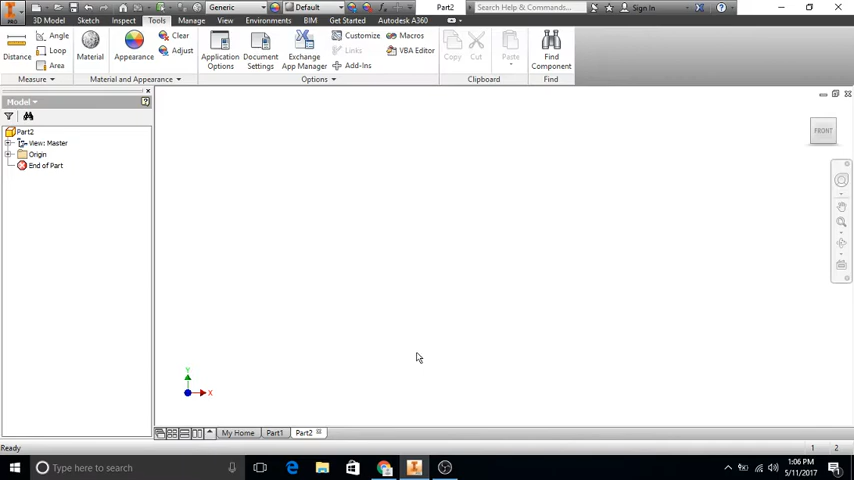 Generic
Default
Part2
Search Help & Commands...
Sign In
PRO
3D Model
Sketch
Inspect
Tools
Manage
View
Environments
BIM
Get Started
Autodesk A360
Distance
Angle
Loop
Area
Material
Appearance
Clear
Adjust
Application
Options
Document
Settings
Exchange
App Manager
Customize
Links
Add-Ins
Macros
VBA Editor
Copy
Cut
Paste
Find
Component
Measure
Material and Appearance
Options
Clipboard
Find
Model
Part2
View: Master
Origin
End of Part
FRONT
Y
X
My Home
Part1
Part2
Ready
1
2
Type here to search
1:06 PM
5/11/2017